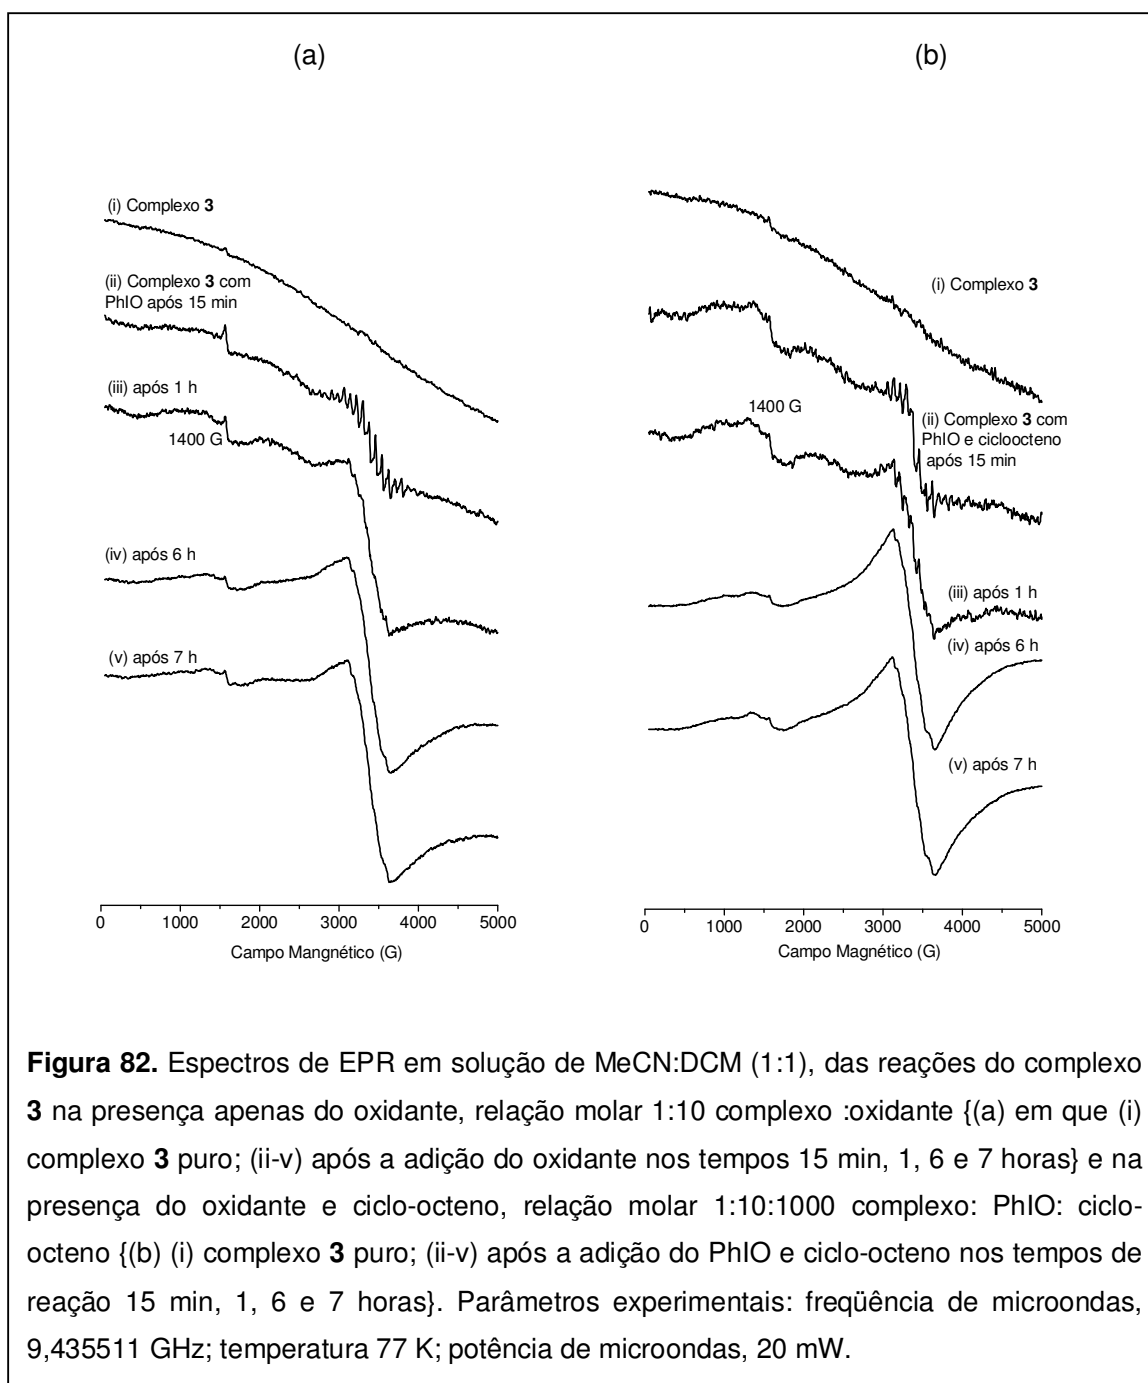 (a)
(i) Complexo 3
(ii) Complexo 3 com
PhIO após 15 min
(iii) após 1 h
1400 G
(iv) após 6 h
(v) após 7 h
0 1000 2000 3000 4000 5000
Campo Mangnético (G)
(b)
(i) Complexo 3
1400 G
(ii) Complexo 3 com
PhIO e cicloocteno
após 15 min
(iii) após 1 h
(iv) após 6 h
(v) após 7 h
0 1000 2000 3000 4000 5000
Campo Magnético (G)
Figura 82. Espectros de EPR em solução de MeCN:DCM (1:1), das reações do complexo
3 na presença apenas do oxidante, relação molar 1:10 complexo :oxidante {(a) em que (i)
complexo 3 puro; (ii-v) após a adição do oxidante nos tempos 15 min, 1, 6 e 7 horas} e na
presença do oxidante e ciclo-octeno, relação molar 1:10:1000 complexo: PhIO: ciclo-
octeno {(b) (i) complexo 3 puro; (ii-v) após a adição do PhIO e ciclo-octeno nos tempos de
reação 15 min, 1, 6 e 7 horas}. Parâmetros experimentais: freqüência de microondas,
9,435511 GHz; temperatura 77 K; potência de microondas, 20 mW.